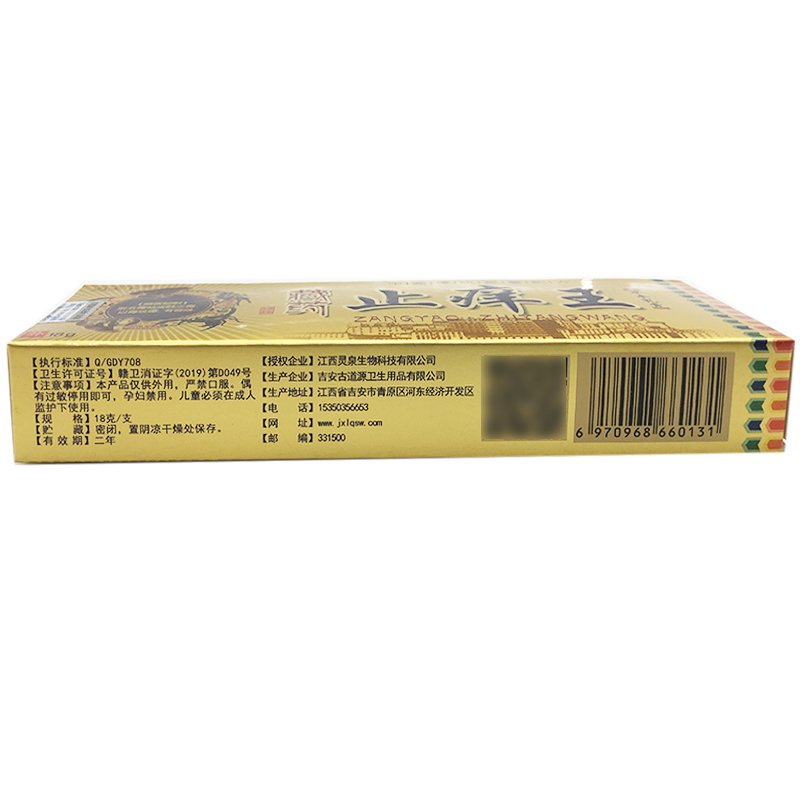 止痒王
ZANGYAO ZHIYANGWANG
【执行标准】Q/GDY708
【卫生许可证号】赣卫消证字(2019)第D049号
【注意事项】本产品仅供外用，严禁口服。偶
有过敏停用即可，孕妇禁用。儿童必须在成人
监护下使用。
【规 格】18克/支
【贮 藏】密闭，置阴凉干燥处保存。
【有 效 期】二年
【授权企业】江西灵泉生物科技有限公司
【生产企业】吉安古道源卫生用品有限公司
【生产地址】江西省吉安市青原区河东经济开发区
【电 话】15350356653
【网 址】www.jxlqsw.com
【邮 编】331500
6 970968 660131